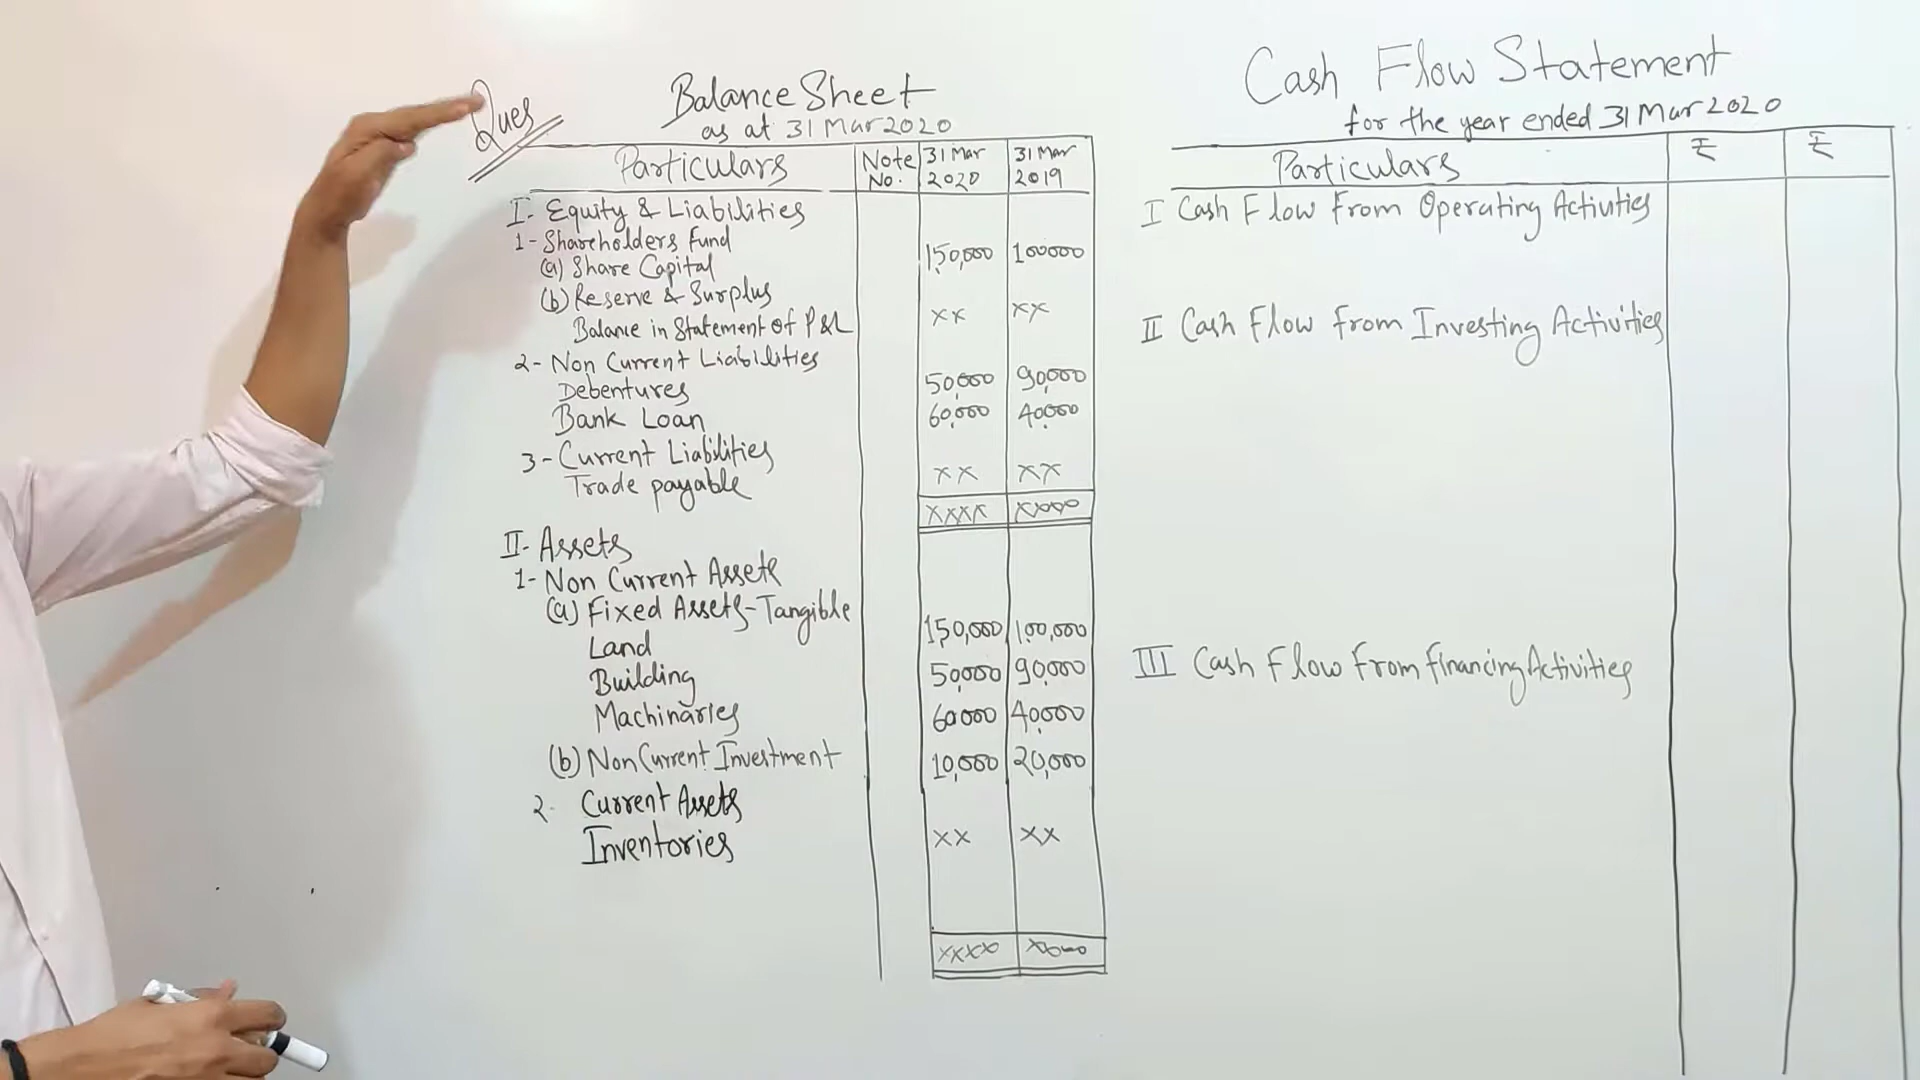 Ques
Balance Sheet
as at 31 Mar 2020
Particulars Note No. 31 Mar 2020 31 Mar 2019
I- Equity & Liabilities
1- Shareholders Fund
(a) Share Capital 150,000 100000
(b) Reserve & Surplus
Balance in Statement of P&L xx xx
2- Non Current Liabilities
Debentures 50,000 90,000
Bank Loan 60,000 40,000
3- Current Liabilities
Trade payable xx xx
xxxx
II- Assets
1- Non Current Assets
(a) Fixed Assets-Tangible
Land 150,000 100,000
Building 50,000 90,000
Machinaries 60000 40,000
(b) Non Current Investment 10,000 20,000
2- Current Assets
Inventories xx xx
xxxx
Cash Flow Statement
for the year ended 31 Mar 2020
Particulars ₹ ₹
I Cash Flow from Operating Activities
II Cash Flow from Investing Activities
III Cash Flow from Financing Activities